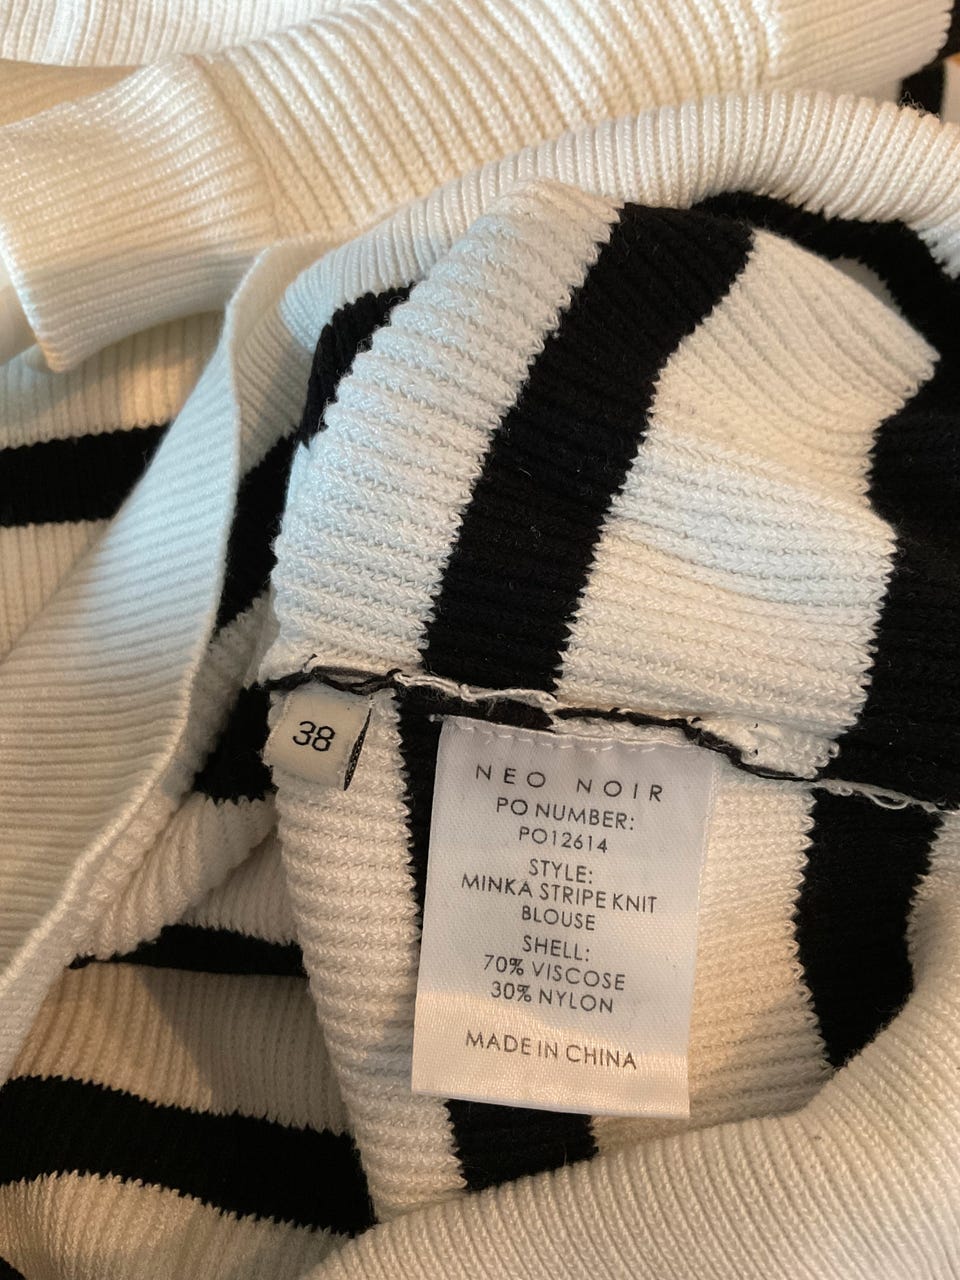 38
NEO NOIR
PO NUMBER:
PO12614
STYLE:
MINKA STRIPE KNIT
BLOUSE
SHELL:
70% VISCOSE
30% NYLON
MADE IN CHINA